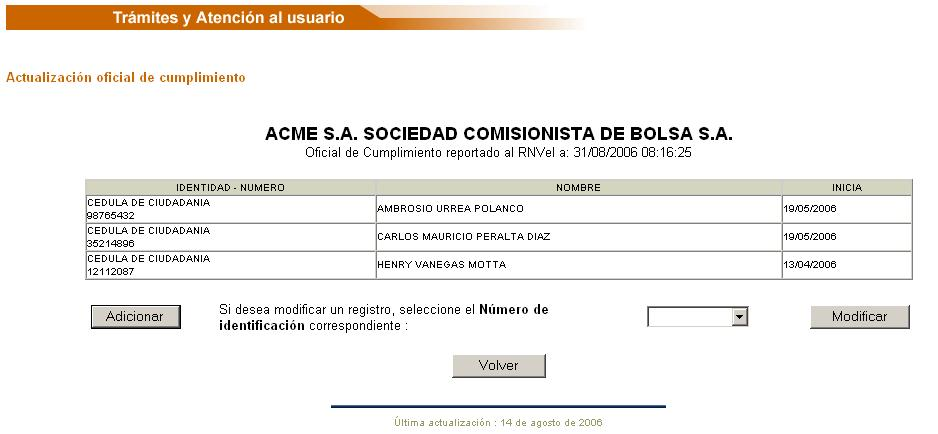 Trámites y Atención al usuario
Actualización oficial de cumplimiento
ACME S.A. SOCIEDAD COMISIONISTA DE BOLSA S.A.
Oficial de Cumplimiento reportado al RNVel a: 31/08/2006 08:16:25
IDENTIDAD - NUMERO NOMBRE INICIA
CEDULA DE CIUDADANIA
98765432 AMBROSIO URREA POLANCO 19/05/2006
CEDULA DE CIUDADANIA
35214896 CARLOS MAURICIO PERALTA DIAZ 19/05/2006
CEDULA DE CIUDADANIA
12112087 HENRY VANEGAS MOTTA 13/04/2006
Adicionar Si desea modificar un registro, seleccione el Número de
identificación correspondiente : Modificar
Volver
Última actualización : 14 de agosto de 2006